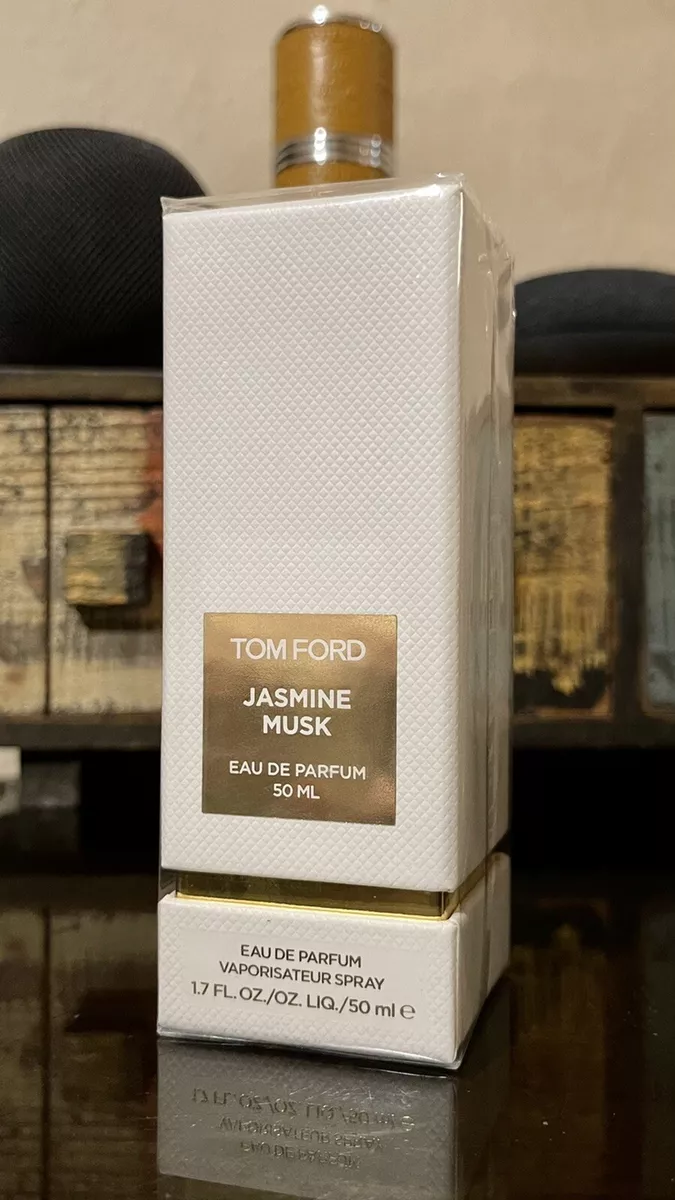 TOM FORD
JASMINE
MUSK
EAU DE PARFUM
50 ML
EAU DE PARFUM
VAPORISATEUR SPRAY
1.7 FL. OZ./OZ. LIQ./50 ml ℮